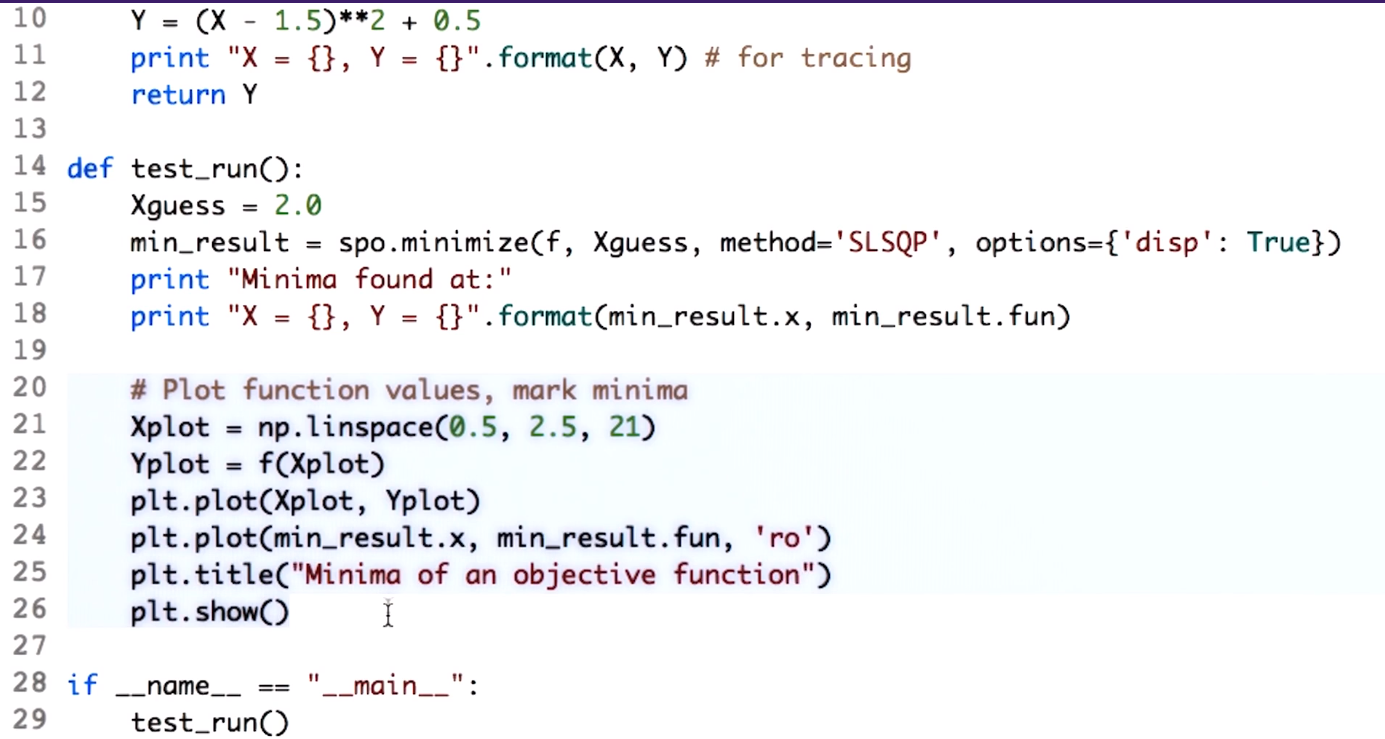 10 Y = (X - 1.5)**2 + 0.5
11 print "X = {}, Y = {}".format(X, Y) # for tracing
12 return Y
13
14 def test_run():
15 Xguess = 2.0
16 min_result = spo.minimize(f, Xguess, method='SLSQP', options={'disp': True})
17 print "Minima found at:"
18 print "X = {}, Y = {}".format(min_result.x, min_result.fun)
19
20 # Plot function values, mark minima
21 Xplot = np.linspace(0.5, 2.5, 21)
22 Yplot = f(Xplot)
23 plt.plot(Xplot, Yplot)
24 plt.plot(min_result.x, min_result.fun, 'ro')
25 plt.title("Minima of an objective function")
26 plt.show()
27
28 if __name__ == "__main__":
29 test_run()